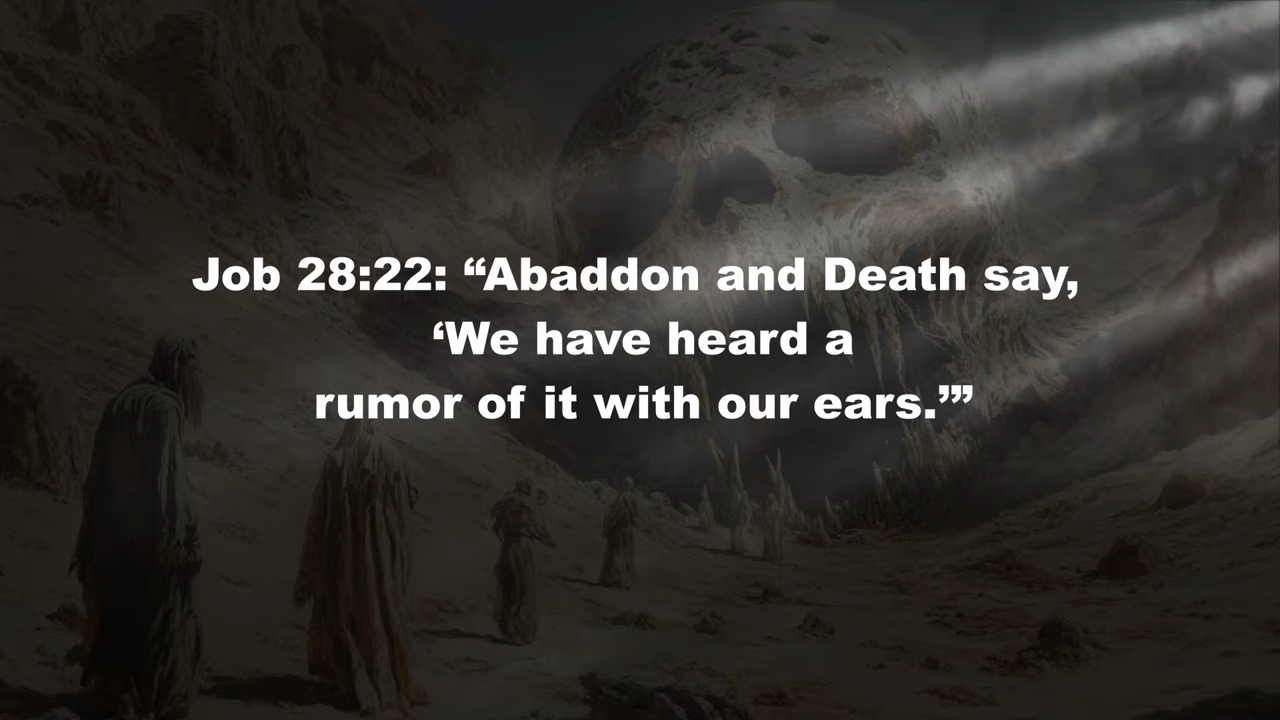 Job 28:22: “Abaddon and Death say,
‘We have heard a
rumor of it with our ears.’”